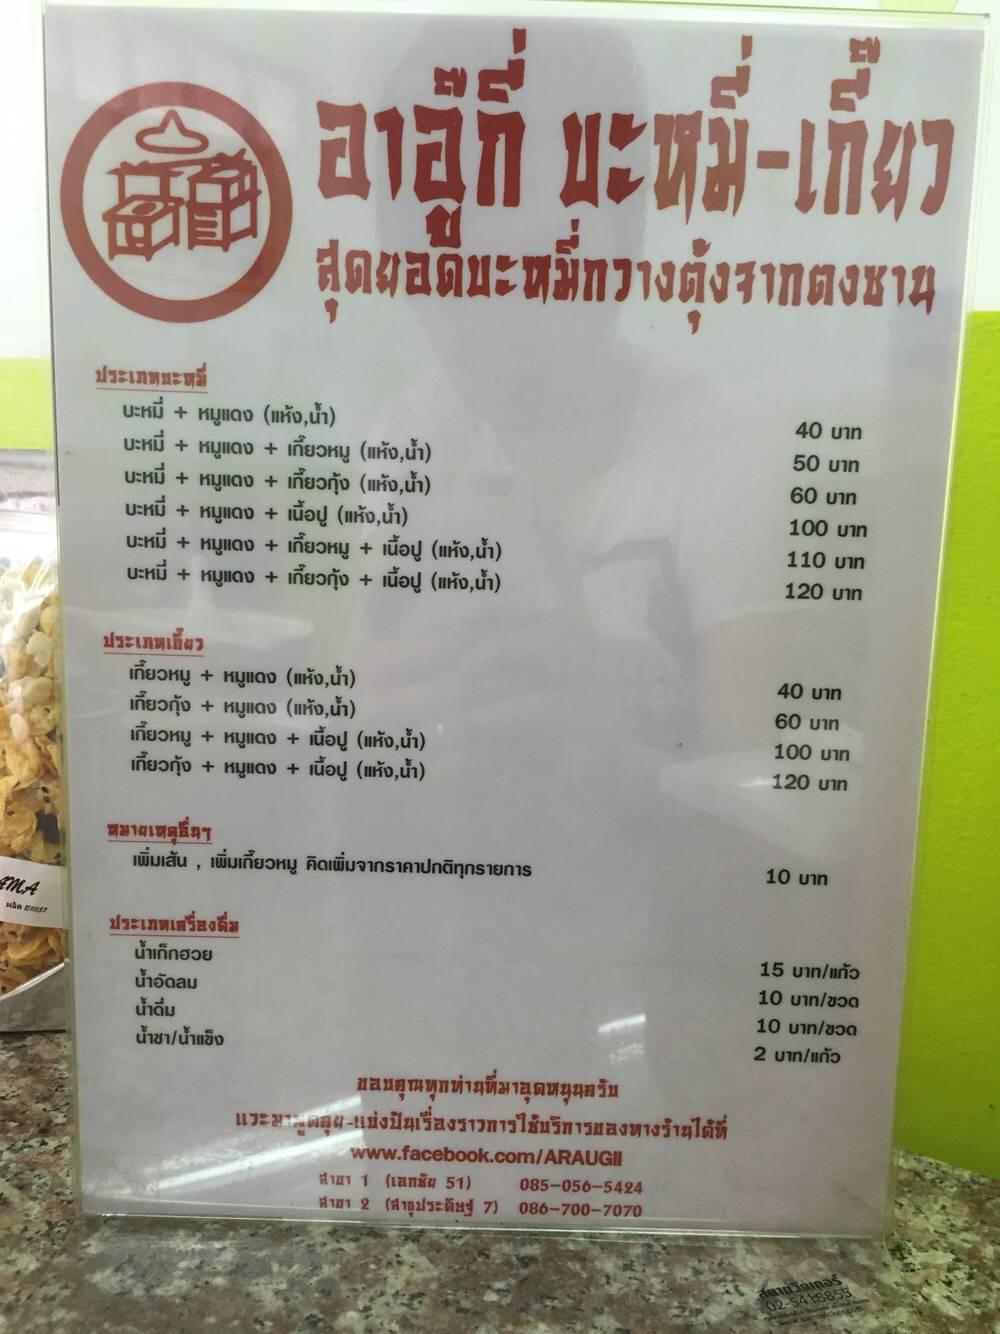 อาอู๊กี่ บะหมี่-เกี๊ยว
สุดยอดบะหมี่กวางตุ้งจากตงซาน
ประเภทบะหมี่
บะหมี่ + หมูแดง (แห้ง,น้ำ) 40 บาท
บะหมี่ + หมูแดง + เกี๊ยวหมู (แห้ง,น้ำ) 50 บาท
บะหมี่ + หมูแดง + เกี๊ยวกุ้ง (แห้ง,น้ำ) 60 บาท
บะหมี่ + หมูแดง + เนื้อปู (แห้ง,น้ำ) 100 บาท
บะหมี่ + หมูแดง + เกี๊ยวหมู + เนื้อปู (แห้ง,น้ำ) 110 บาท
บะหมี่ + หมูแดง + เกี๊ยวกุ้ง + เนื้อปู (แห้ง,น้ำ) 120 บาท
ประเภทเกี๊ยว
เกี๊ยวหมู + หมูแดง (แห้ง,น้ำ) 40 บาท
เกี๊ยวกุ้ง + หมูแดง (แห้ง,น้ำ) 60 บาท
เกี๊ยวหมู + หมูแดง + เนื้อปู (แห้ง,น้ำ) 100 บาท
เกี๊ยวกุ้ง + หมูแดง + เนื้อปู (แห้ง,น้ำ) 120 บาท
หมายเหตุอื่นๆ
เพิ่มเส้น , เพิ่มเกี๊ยวหมู คิดเพิ่มจากราคาปกติทุกรายการ 10 บาท
ประเภทเครื่องดื่ม
น้ำเก็กฮวย 15 บาท/แก้ว
น้ำอัดลม 10 บาท/ขวด
น้ำดื่ม 10 บาท/ขวด
น้ำชา/น้ำแข็ง 2 บาท/แก้ว
ขอบคุณทุกท่านที่มาอุดหนุนครับ
แวะมาพูดคุย-แบ่งปันเรื่องราวการใช้บริการของทางร้านได้ที่
www.facebook.com/ARAUGII
สาขา 1 (เอกชัย 51) 085-056-5424
สาขา 2 (สาธุประดิษฐ์ 7) 086-700-7070